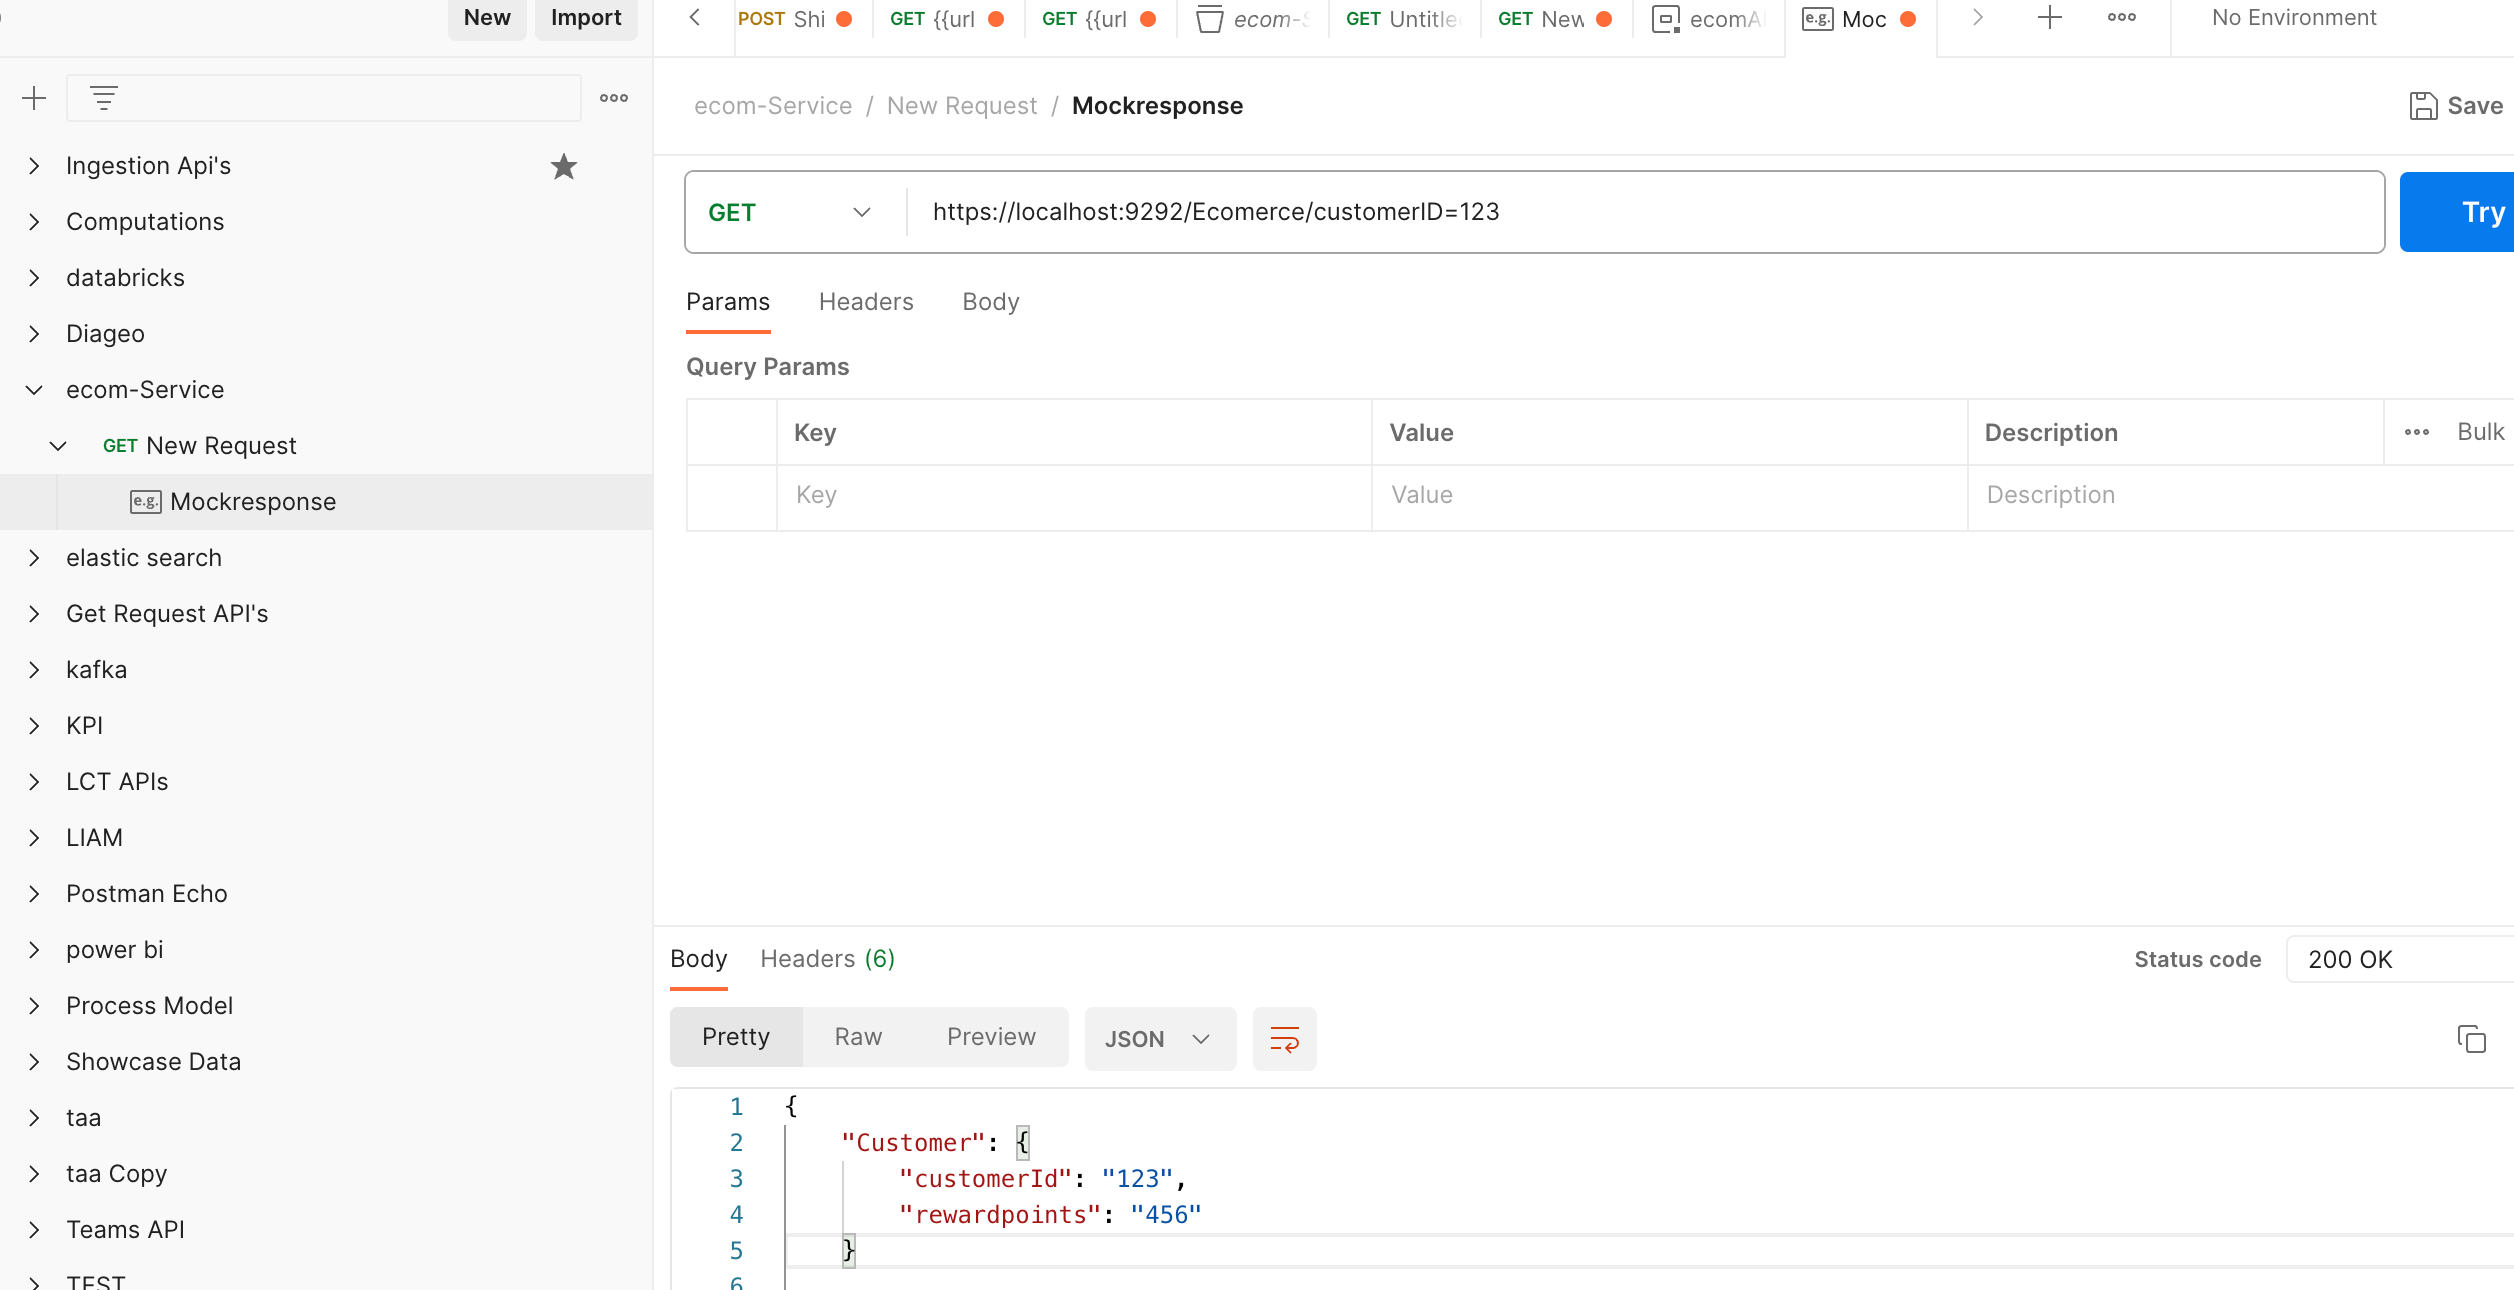 New Import
POST Shi GET {{url GET {{url ecom-S GET Untitle GET New ecomA e.g. Moc No Environment
ecom-Service / New Request / Mockresponse Save
Ingestion Api's
Computations
databricks
Diageo
ecom-Service
GET New Request
e.g. Mockresponse
elastic search
Get Request API's
kafka
KPI
LCT APIs
LIAM
Postman Echo
power bi
Process Model
Showcase Data
taa
taa Copy
Teams API
TEST
GET https://localhost:9292/Ecomerce/customerID=123 Try
Params Headers Body
Query Params
Key Value Description Bulk
Key Value Description
Body Headers (6) Status code 200 OK
Pretty Raw Preview JSON
1 {
2 "Customer": {
3 "customerId": "123",
4 "rewardpoints": "456"
5 }
6